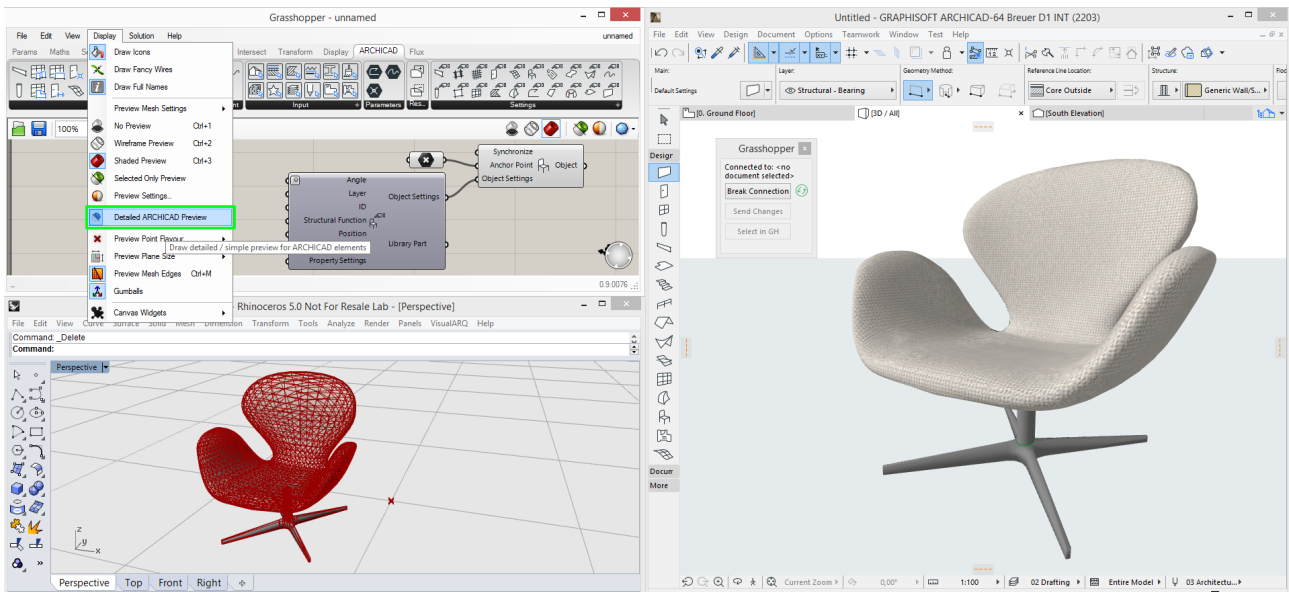 Grasshopper - unnamed
File Edit View Display Solution Help unnamed
Params Maths S
Intersect Transform Display ARCHICAD Flux
Input
Parameters
Res..
Settings
100%
Draw Icons
Draw Fancy Wires
Draw Full Names
Preview Mesh Settings
No Preview Ctrl+1
Wireframe Preview Ctrl+2
Shaded Preview Ctrl+3
Selected Only Preview
Preview Settings...
Detailed ARCHICAD Preview
Preview Point Flavour
Draw detailed / simple preview for ARCHICAD elements
Preview Plane Size
Preview Mesh Edges Ctrl+M
Gumballs
Canvas Widgets
Angle
Layer
ID
Structural Function
Position
Property Settings
Object Settings
Library Part
Synchronize
Anchor Point
Object Settings
Object
0.9.0076
Rhinoceros 5.0 Not For Resale Lab - [Perspective]
File Edit View Curve Surface Solid Mesh Dimension Transform Tools Analyze Render Panels VisualARQ Help
Command: _Delete
Command:
Perspective
z
y
x
Perspective Top Front Right
Untitled - GRAPHISOFT ARCHICAD-64 Breuer D1 INT (2203)
File Edit View Design Document Options Teamwork Window Test Help
Main: Layer: Geometry Method: Reference Line Location: Structure: Floo
Default Settings Structural - Bearing Core Outside Generic Wall/S...
[0. Ground Floor] [3D / All] [South Elevation]
Design
Docum
More
Grasshopper
Connected to: <no
document selected>
Break Connection
Send Changes
Select in GH
Current Zoom 0,00° 1:100 02 Drafting Entire Model 03 Architectu...